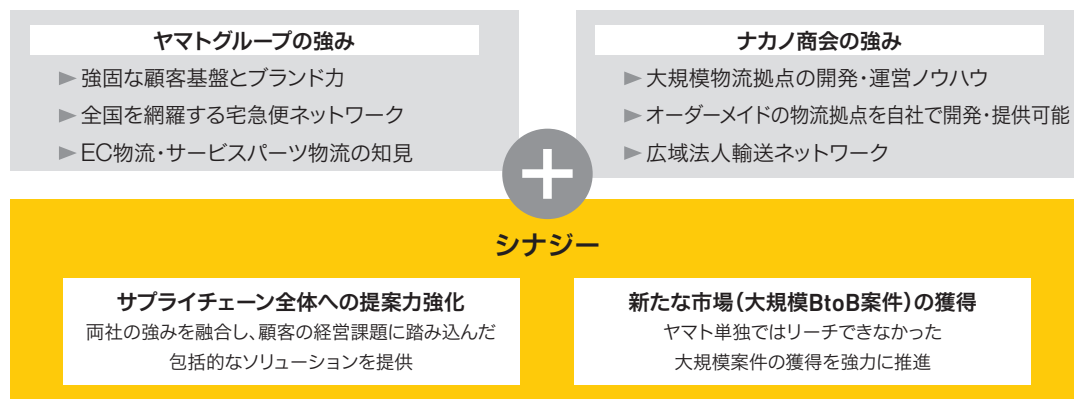 ヤマトグループの強み
▶ 強固な顧客基盤とブランド力
▶ 全国を網羅する宅急便ネットワーク
▶ EC物流・サービスパーツ物流の知見
ナカノ商会の強み
▶ 大規模物流拠点の開発・運営ノウハウ
▶ オーダーメイドの物流拠点を自社で開発・提供可能
▶ 広域法人輸送ネットワーク
+
シナジー
サプライチェーン全体への提案力強化
両社の強みを融合し、顧客の経営課題に踏み込んだ
包括的なソリューションを提供
新たな市場（大規模BtoB案件）の獲得
ヤマト単独ではリーチできなかった
大規模案件の獲得を強力に推進